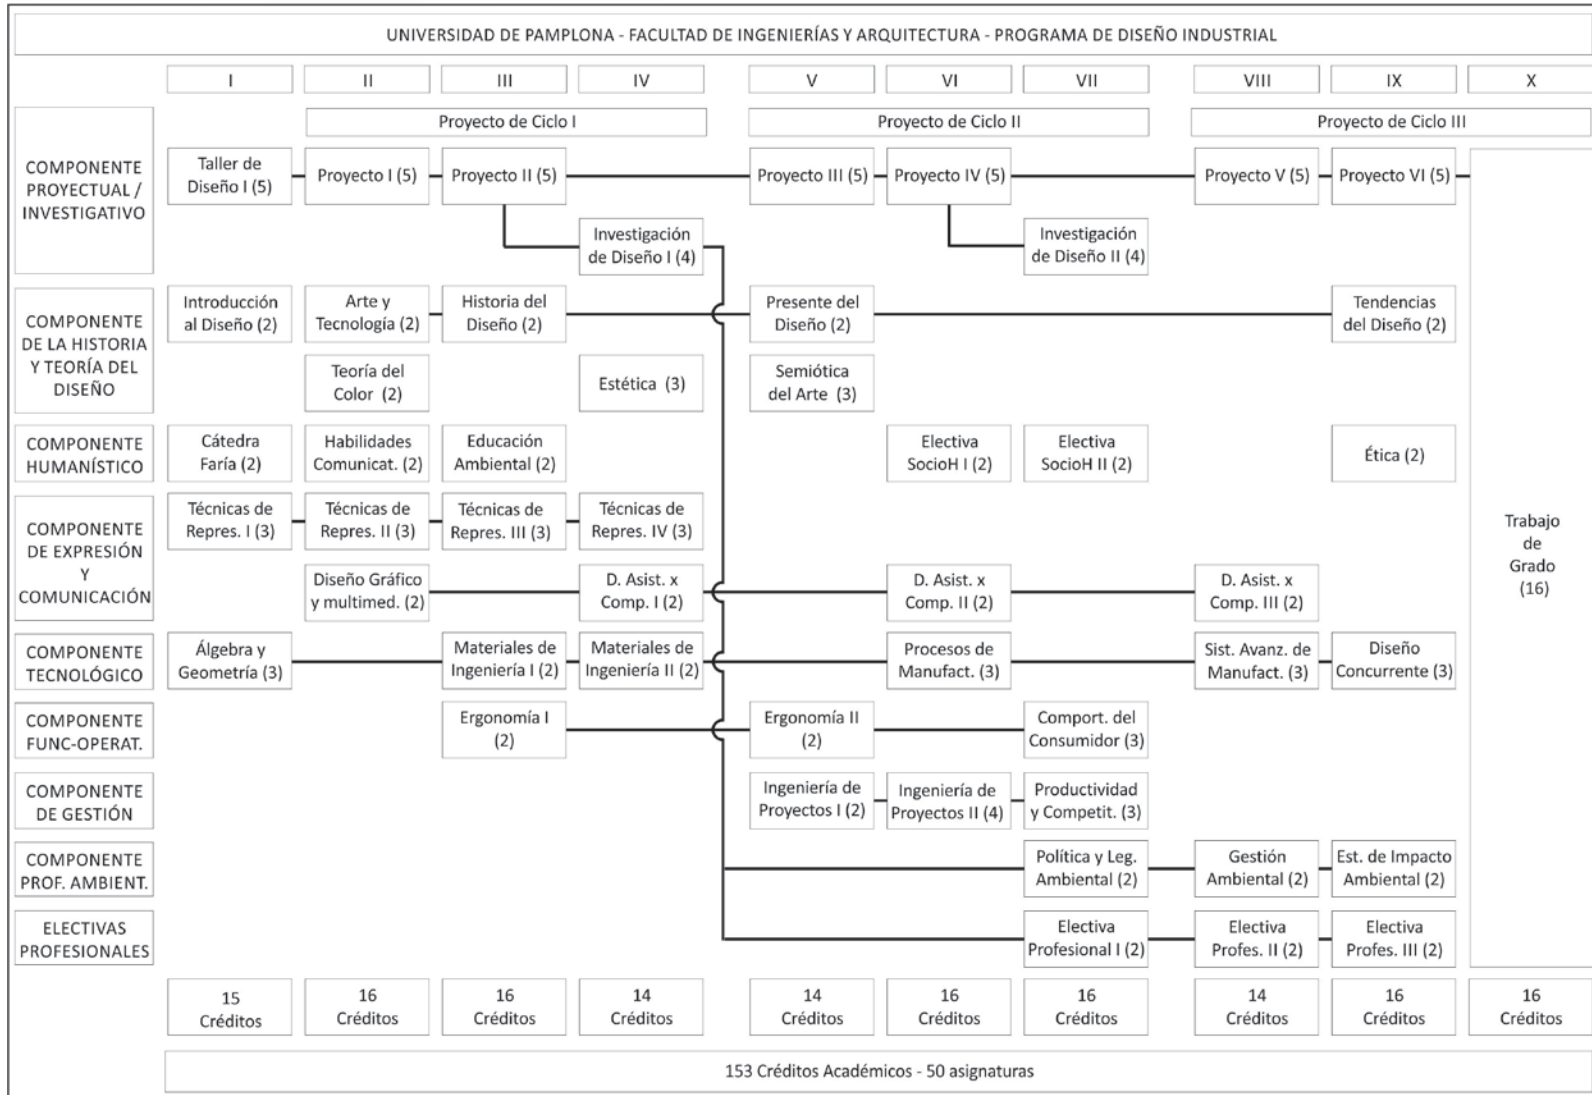 UNIVERSIDAD DE PAMPLONA - FACULTAD DE INGENIERÍAS Y ARQUITECTURA - PROGRAMA DE DISEÑO INDUSTRIAL
I
II
III
IV
V
VI
VII
VIII
IX
X
Proyecto de Ciclo I
Proyecto de Ciclo II
Proyecto de Ciclo III
COMPONENTE
PROYECTUAL /
INVESTIGATIVO
Taller de
Diseño I (5)
Proyecto I (5)
Proyecto II (5)
Proyecto III (5)
Proyecto IV (5)
Proyecto V (5)
Proyecto VI (5)
Investigación
de Diseño I (4)
Investigación
de Diseño II (4)
COMPONENTE
DE LA HISTORIA
Y TEORÍA DEL
DISEÑO
Introducción
al Diseño (2)
Arte y
Tecnología (2)
Historia del
Diseño (2)
Presente del
Diseño (2)
Tendencias
del Diseño (2)
Teoría del
Color (2)
Estética (3)
Semiótica
del Arte (3)
COMPONENTE
HUMANÍSTICO
Cátedra
Faría (2)
Habilidades
Comunicat. (2)
Educación
Ambiental (2)
Electiva
SocioH I (2)
Electiva
SocioH II (2)
Ética (2)
COMPONENTE
DE EXPRESIÓN
Y
COMUNICACIÓN
Técnicas de
Repres. I (3)
Técnicas de
Repres. II (3)
Técnicas de
Repres. III (3)
Técnicas de
Repres. IV (3)
Diseño Gráfico
y multimed. (2)
D. Asist. x
Comp. I (2)
D. Asist. x
Comp. II (2)
D. Asist. x
Comp. III (2)
Trabajo
de
Grado
(16)
COMPONENTE
TECNOLÓGICO
Álgebra y
Geometría (3)
Materiales de
Ingeniería I (2)
Materiales de
Ingeniería II (2)
Procesos de
Manufact. (3)
Sist. Avanz. de
Manufact. (3)
Diseño
Concurrente (3)
COMPONENTE
FUNC-OPERAT.
Ergonomía I
(2)
Ergonomía II
(2)
Comport. del
Consumidor (3)
COMPONENTE
DE GESTIÓN
Ingeniería de
Proyectos I (2)
Ingeniería de
Proyectos II (4)
Productividad
y Competit. (3)
COMPONENTE
PROF. AMBIENT.
Política y Leg.
Ambiental (2)
Gestión
Ambiental (2)
Est. de Impacto
Ambiental (2)
ELECTIVAS
PROFESIONALES
Electiva
Profesional I (2)
Electiva
Profes. II (2)
Electiva
Profes. III (2)
15
Créditos
16
Créditos
16
Créditos
14
Créditos
14
Créditos
16
Créditos
16
Créditos
14
Créditos
16
Créditos
16
Créditos
153 Créditos Académicos - 50 asignaturas